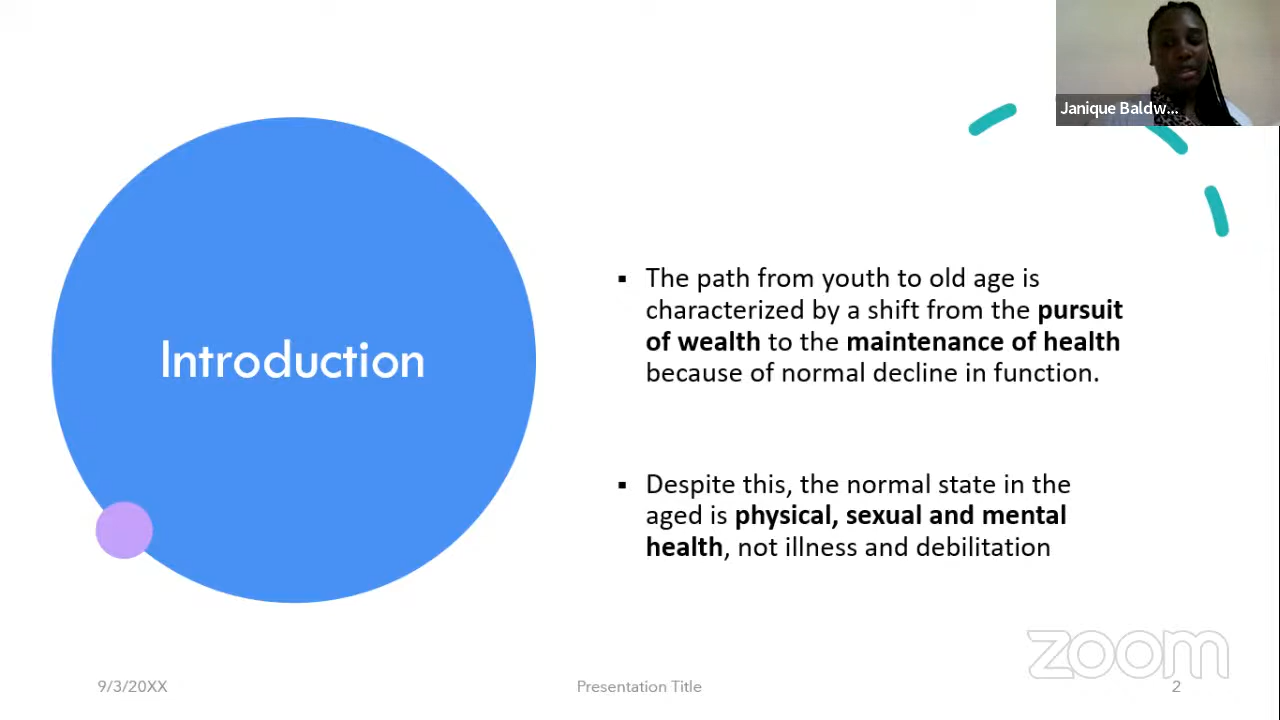 Janique Baldw...
Introduction
▪ The path from youth to old age is
characterized by a shift from the pursuit
of wealth to the maintenance of health
because of normal decline in function.
▪ Despite this, the normal state in the
aged is physical, sexual and mental
health, not illness and debilitation
zoom
9/3/20XX
Presentation Title
2